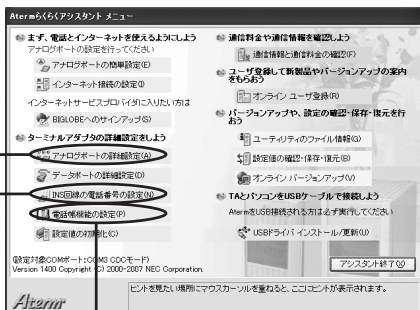 Atermらくらくアシスタント メニュー
まず、電話とインターネットを使えるようにしよう
アナログポートの設定を行ってください
アナログポートの簡単設定(E)
インターネット接続の設定(I)
インターネットサービスプロバイダに入りたい方は
BIGLOBEへのサインアップ(S)
ターミナルアダプタの詳細設定をしよう
アナログポートの詳細設定(A)
データポートの詳細設定(D)
INS回線の電話番号の設定(N)
電話帳機能の設定(P)
設定値の初期化(C)
通信料金や通信情報を確認しよう
通信情報と通信料金の確認(F)
ユーザ登録して新製品やバージョンアップの案内
をもらおう
オンライン ユーザ登録(R)
バージョンアップや、設定の確認・保存・復元を行
おう
ユーティリティのファイル情報(G)
設定値の確認・保存・復元(B)
オンライン バージョンアップ(V)
TAとパソコンをUSBケーブルで接続しよう
AtermをUSB接続される方は必ず実行してください
USBドライバ インストール/更新(U)
(設定対象COMポート:COM3 CDCモード)
Version 1400 Copyright (C) 2000-2007 NEC Corporation.
アシスタント終了(X)
Aterm
ヒントを見たい場所にマウスカーソルを重ねると、ここにヒントが表示されます。